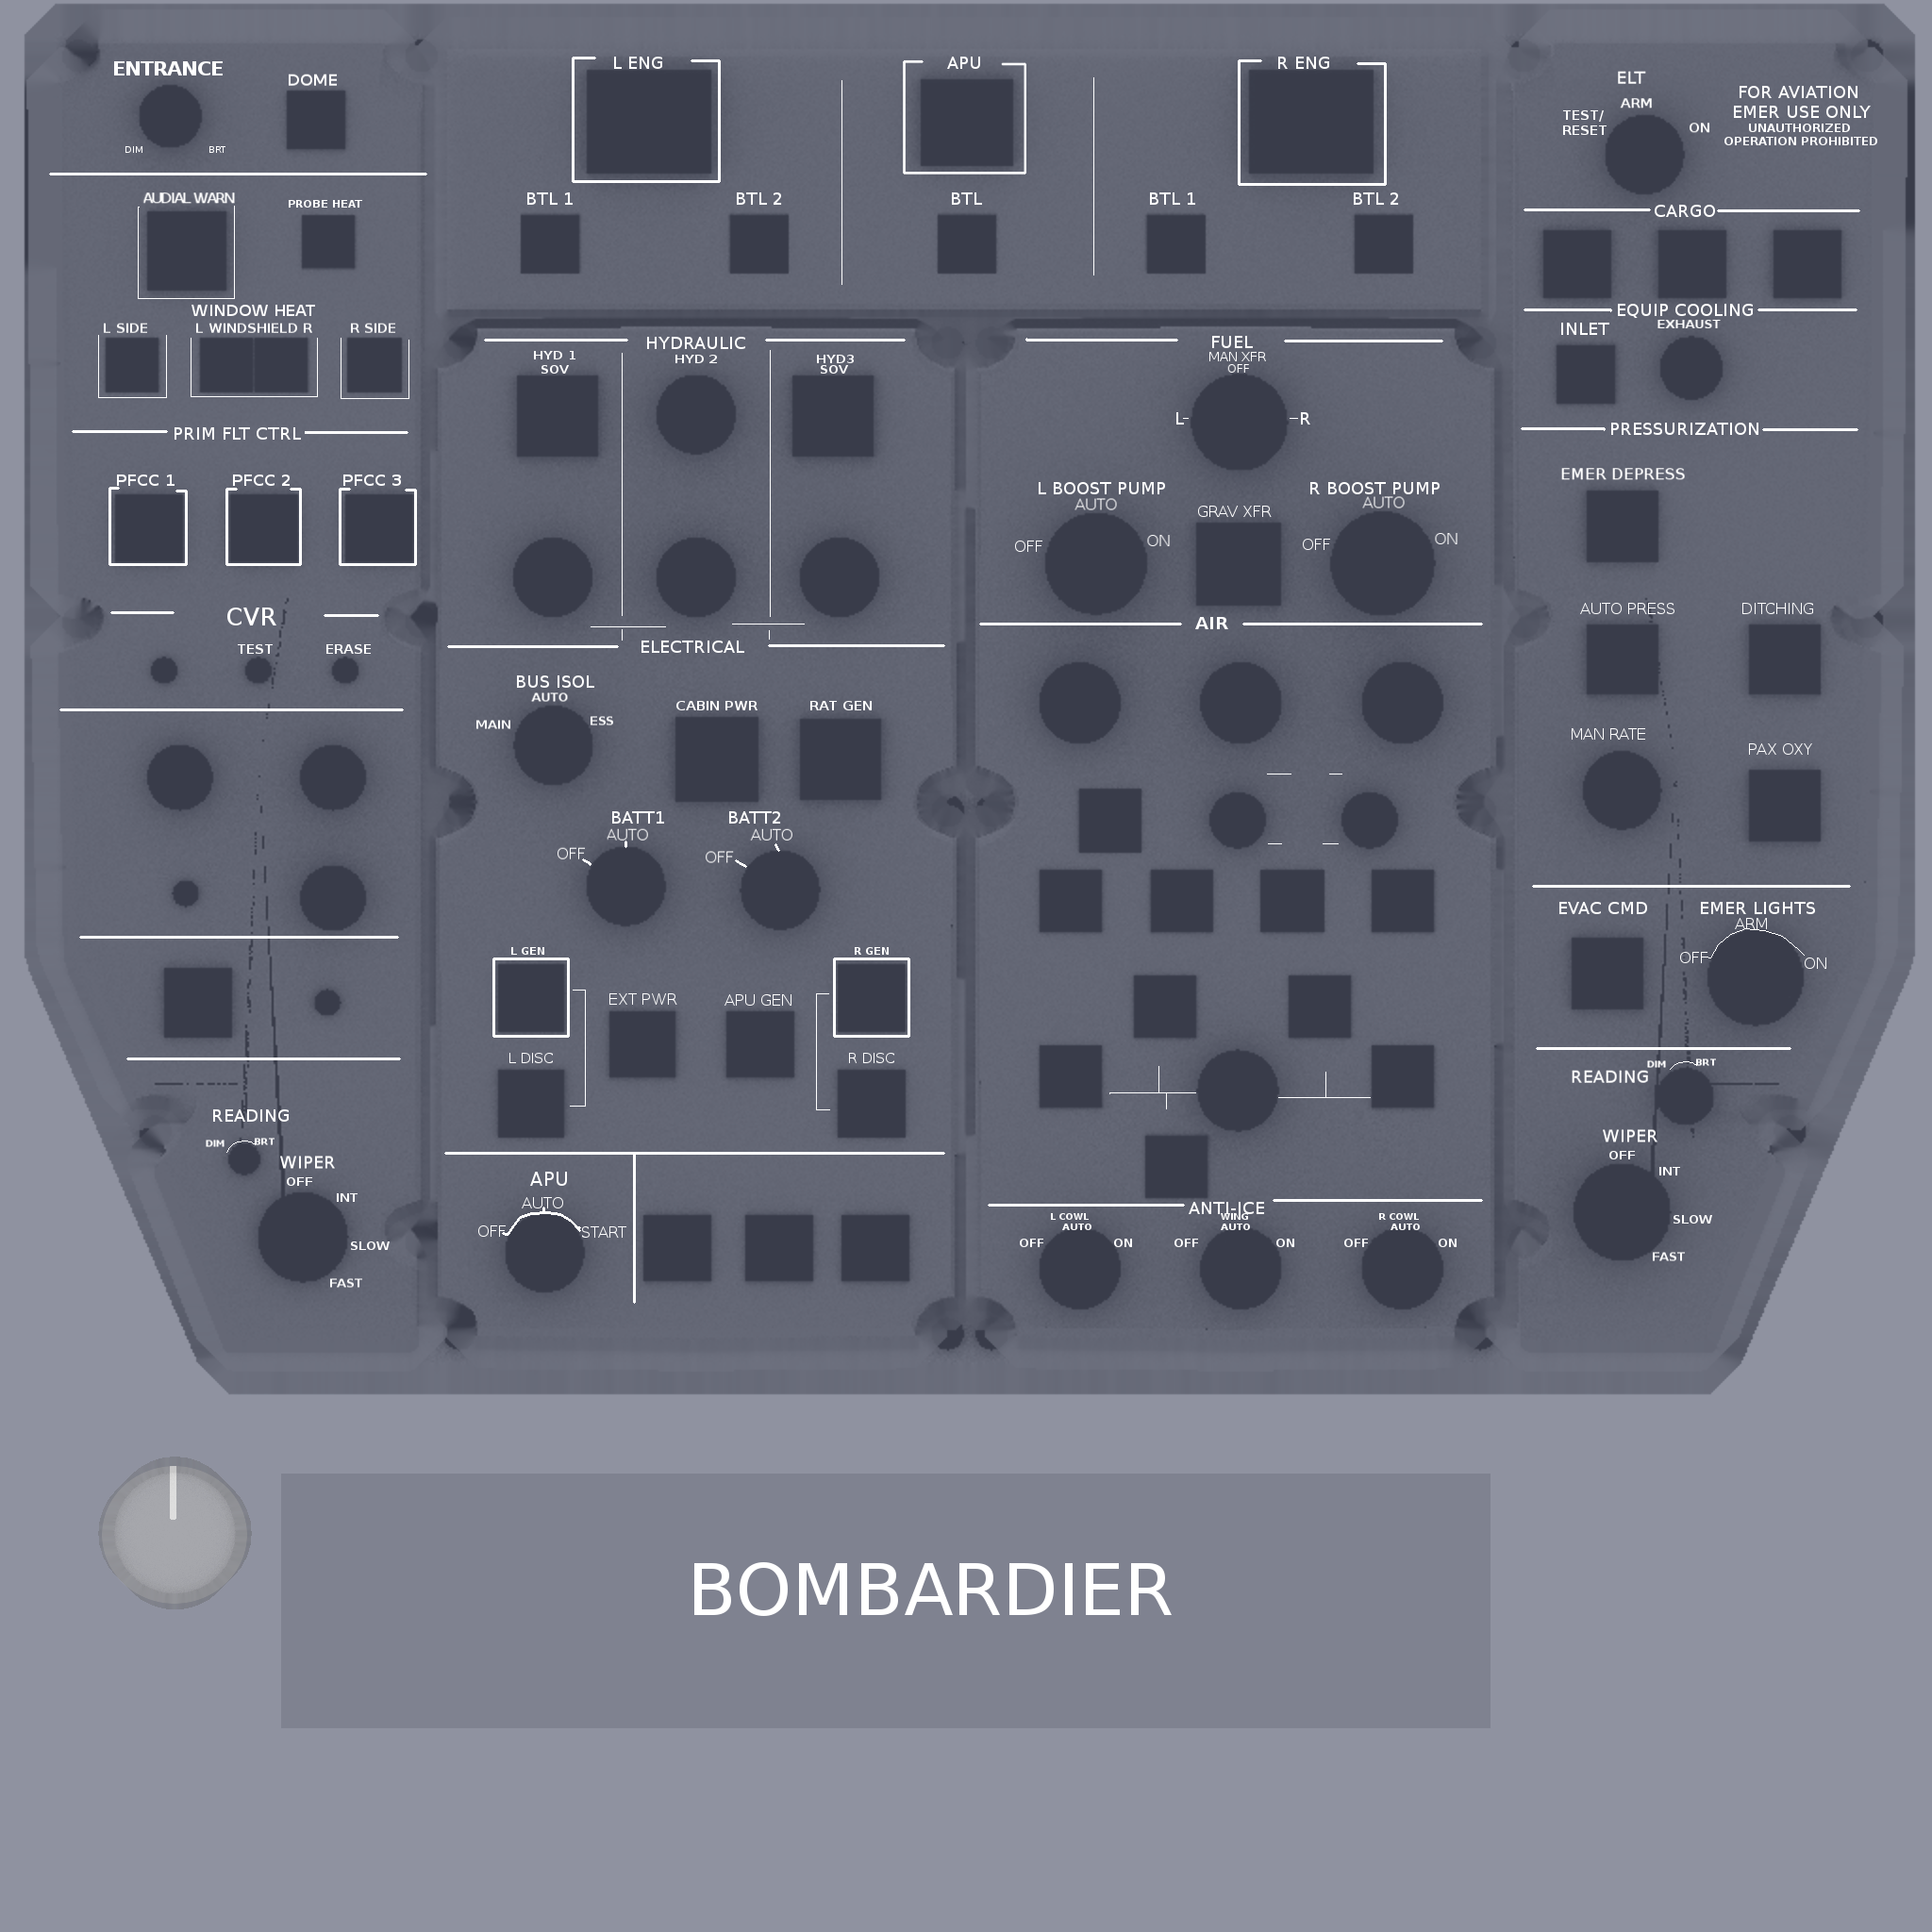 ENTRANCE
DOME
DIM BRT
AUDIAL WARN
PROBE HEAT
WINDOW HEAT
L SIDE L WINDSHIELD R R SIDE
PRIM FLT CTRL
PFCC 1 PFCC 2 PFCC 3
CVR
TEST ERASE
READING
DIM BRT
WIPER
OFF
INT
SLOW
FAST
L ENG APU R ENG
BTL 1 BTL 2 BTL BTL 1 BTL 2
HYDRAULIC
HYD 1
SOV
HYD 2
HYD3
SOV
ELECTRICAL
BUS ISOL
AUTO
MAIN ESS
CABIN PWR RAT GEN
BATT1 BATT2
AUTO AUTO
OFF OFF
L GEN R GEN
EXT PWR APU GEN
L DISC R DISC
APU
AUTO
OFF START
FUEL
MAN XFR
OFF
L R
L BOOST PUMP R BOOST PUMP
AUTO AUTO
GRAV XFR
OFF ON OFF ON
AIR
ANTI-ICE
L COWL WING R COWL
AUTO AUTO AUTO
OFF ON OFF ON OFF ON
ELT
ARM
TEST/
RESET
ON
FOR AVIATION
EMER USE ONLY
UNAUTHORIZED
OPERATION PROHIBITED
CARGO
EQUIP COOLING
INLET EXHAUST
PRESSURIZATION
EMER DEPRESS
AUTO PRESS DITCHING
MAN RATE
PAX OXY
EVAC CMD EMER LIGHTS
ARM
OFF ON
READING
DIM BRT
WIPER
OFF
INT
SLOW
FAST
BOMBARDIER